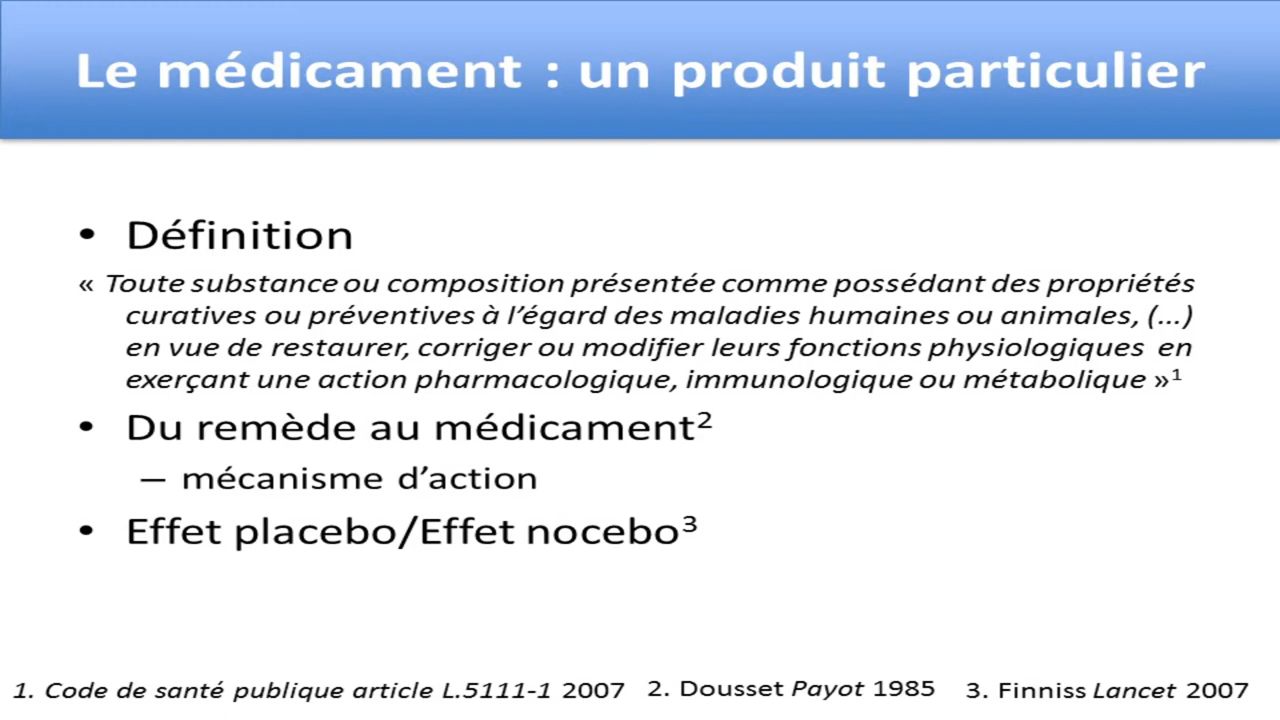 Le médicament : un produit particulier
• Définition
« Toute substance ou composition présentée comme possédant des propriétés
curatives ou préventives à l’égard des maladies humaines ou animales, (...)
en vue de restaurer, corriger ou modifier leurs fonctions physiologiques en
exerçant une action pharmacologique, immunologique ou métabolique »¹
• Du remède au médicament²
– mécanisme d’action
• Effet placebo/Effet nocebo³
1. Code de santé publique article L.5111-1 2007 2. Dousset Payot 1985 3. Finniss Lancet 2007